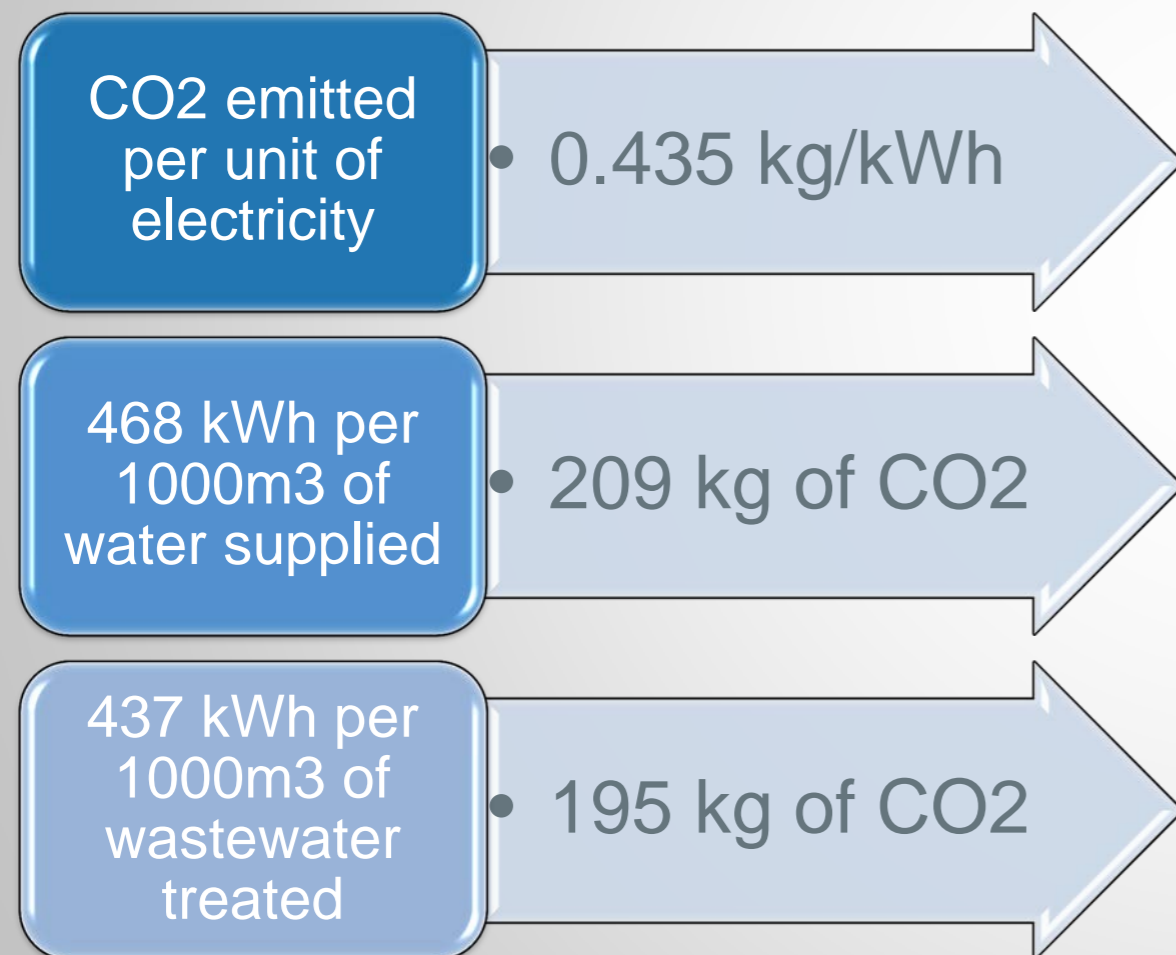 CO2 emitted
per unit of
electricity
• 0.435 kg/kWh
468 kWh per
1000m3 of
water supplied
• 209 kg of CO2
437 kWh per
1000m3 of
wastewater
treated
• 195 kg of CO2